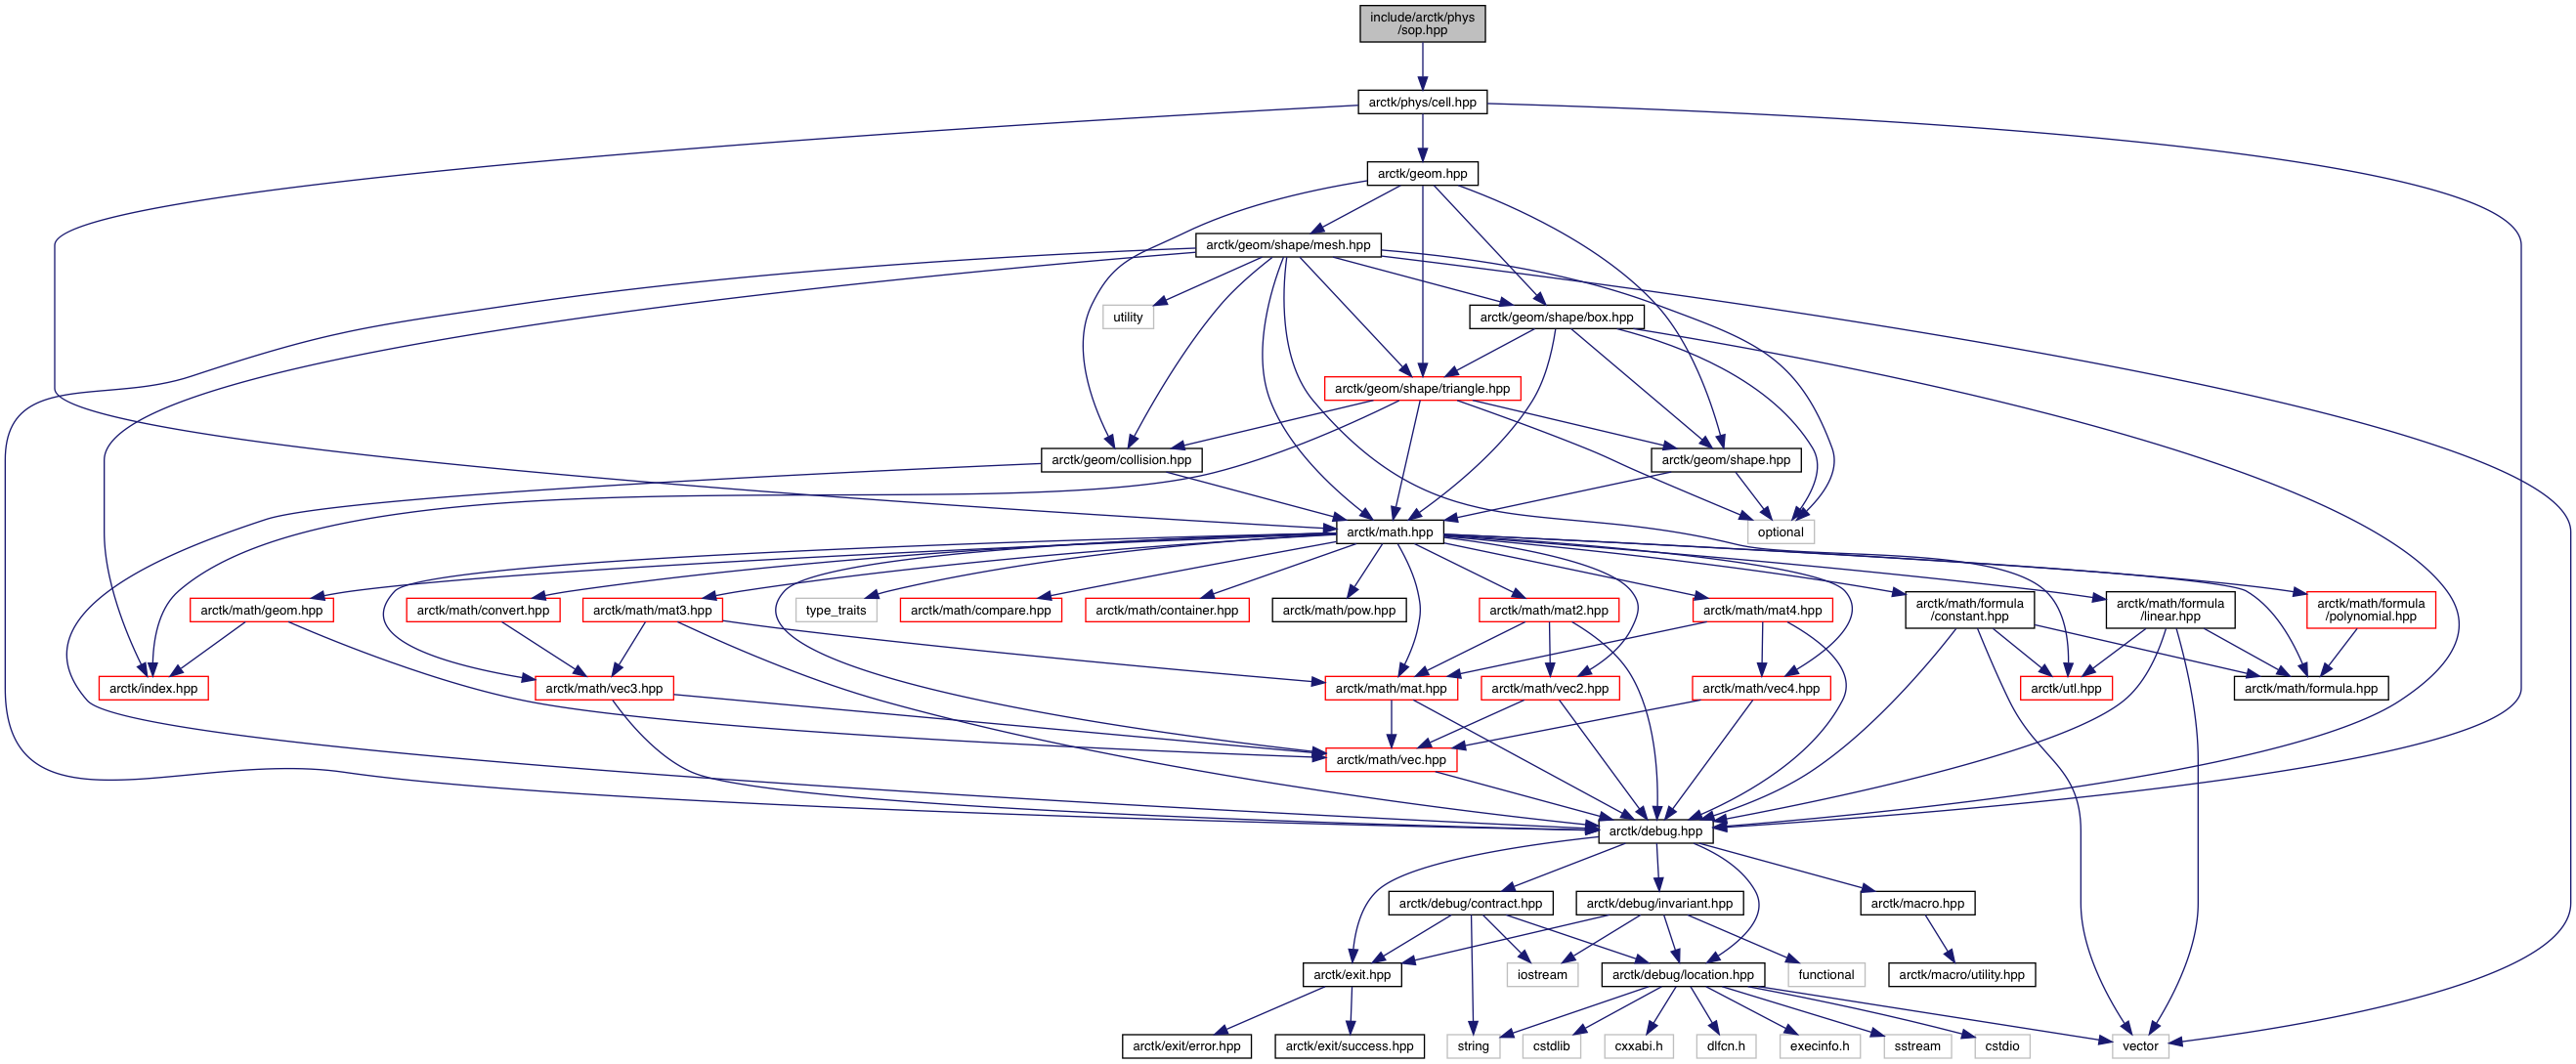 include/arctk/phys
/sop.hpp
arctk/phys/cell.hpp
arctk/geom.hpp
arctk/geom/shape/mesh.hpp
utility
arctk/geom/shape/box.hpp
arctk/geom/shape/triangle.hpp
arctk/geom/collision.hpp
arctk/geom/shape.hpp
arctk/math.hpp
optional
arctk/math/geom.hpp
arctk/math/convert.hpp
arctk/math/mat3.hpp
type_traits
arctk/math/compare.hpp
arctk/math/container.hpp
arctk/math/pow.hpp
arctk/math/mat2.hpp
arctk/math/mat4.hpp
arctk/math/formula
/constant.hpp
arctk/math/formula
/linear.hpp
arctk/math/formula
/polynomial.hpp
arctk/index.hpp
arctk/math/vec3.hpp
arctk/math/mat.hpp
arctk/math/vec2.hpp
arctk/math/vec4.hpp
arctk/utl.hpp
arctk/math/formula.hpp
arctk/math/vec.hpp
arctk/debug.hpp
arctk/debug/contract.hpp
arctk/debug/invariant.hpp
arctk/macro.hpp
arctk/exit.hpp
iostream
arctk/debug/location.hpp
functional
arctk/macro/utility.hpp
arctk/exit/error.hpp
arctk/exit/success.hpp
string
cstdlib
cxxabi.h
dlfcn.h
execinfo.h
sstream
cstdio
vector